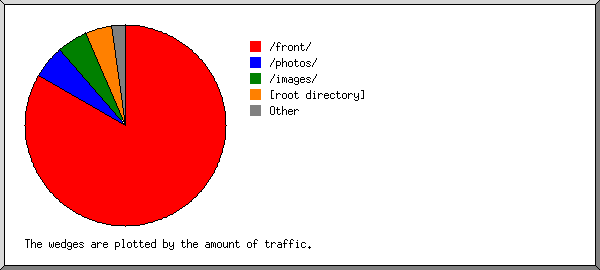 /front/
/photos/
/images/
[root directory]
Other
The wedges are plotted by the amount of traffic.